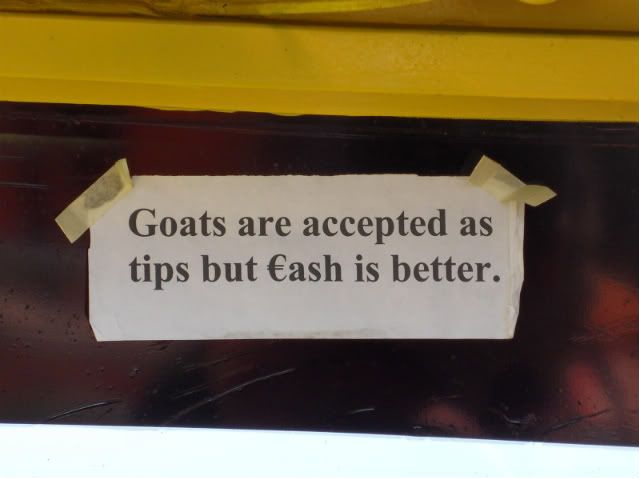 Goats are accepted as
tips but €ash is better.